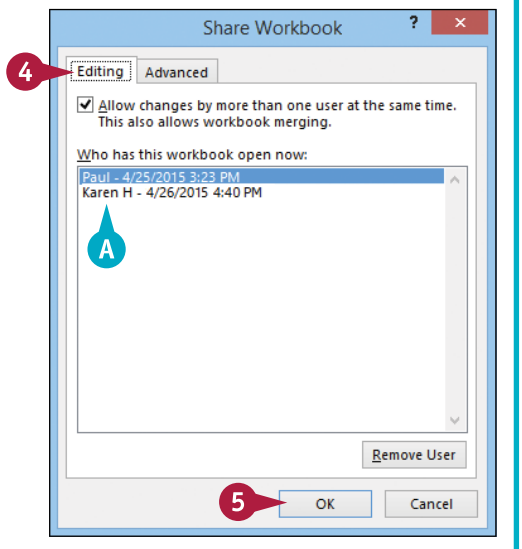 Share Workbook ? ×
4 Editing Advanced
Allow changes by more than one user at the same time.
This also allows workbook merging.
Who has this workbook open now:
Paul - 4/25/2015 3:23 PM
Karen H - 4/26/2015 4:40 PM
A
Remove User
5 OK Cancel